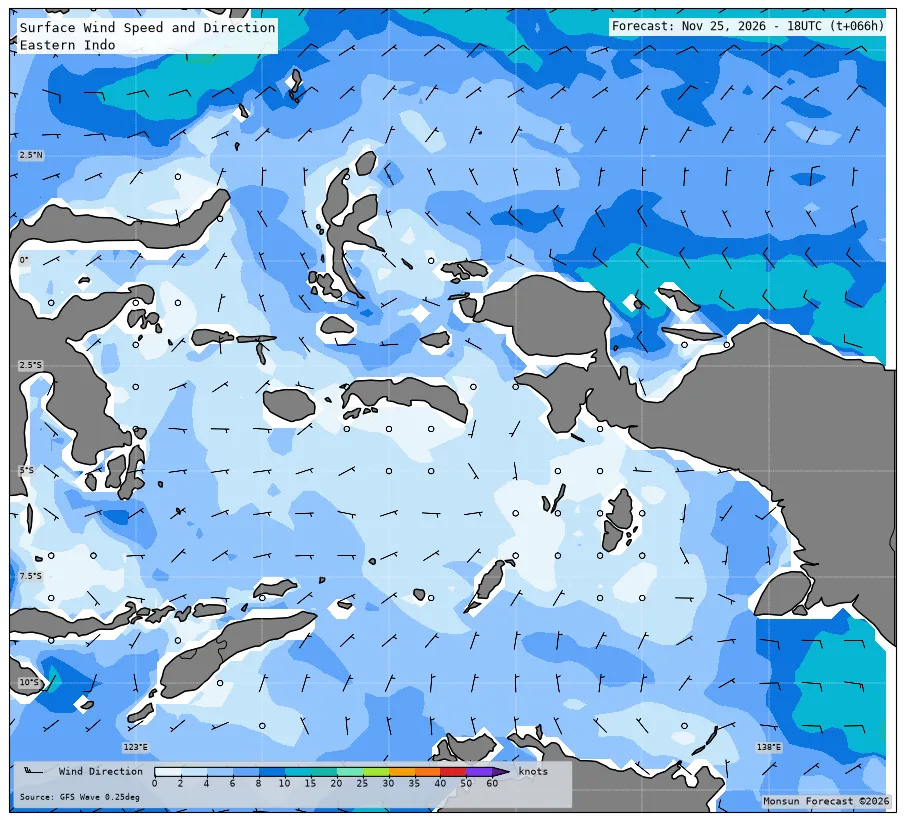 Surface Wind Speed and Direction
Eastern Indo
Forecast: Nov 25, 2026 - 18UTC (t+066h)
2.5°N
0°
2.5°S
5°S
7.5°S
10°S
123°E
138°E
Wind Direction
knots
0 2 4 6 8 10 15 20 25 30 35 40 50 60
Source: GFS Wave 0.25deg
Monsun Forecast ©2026